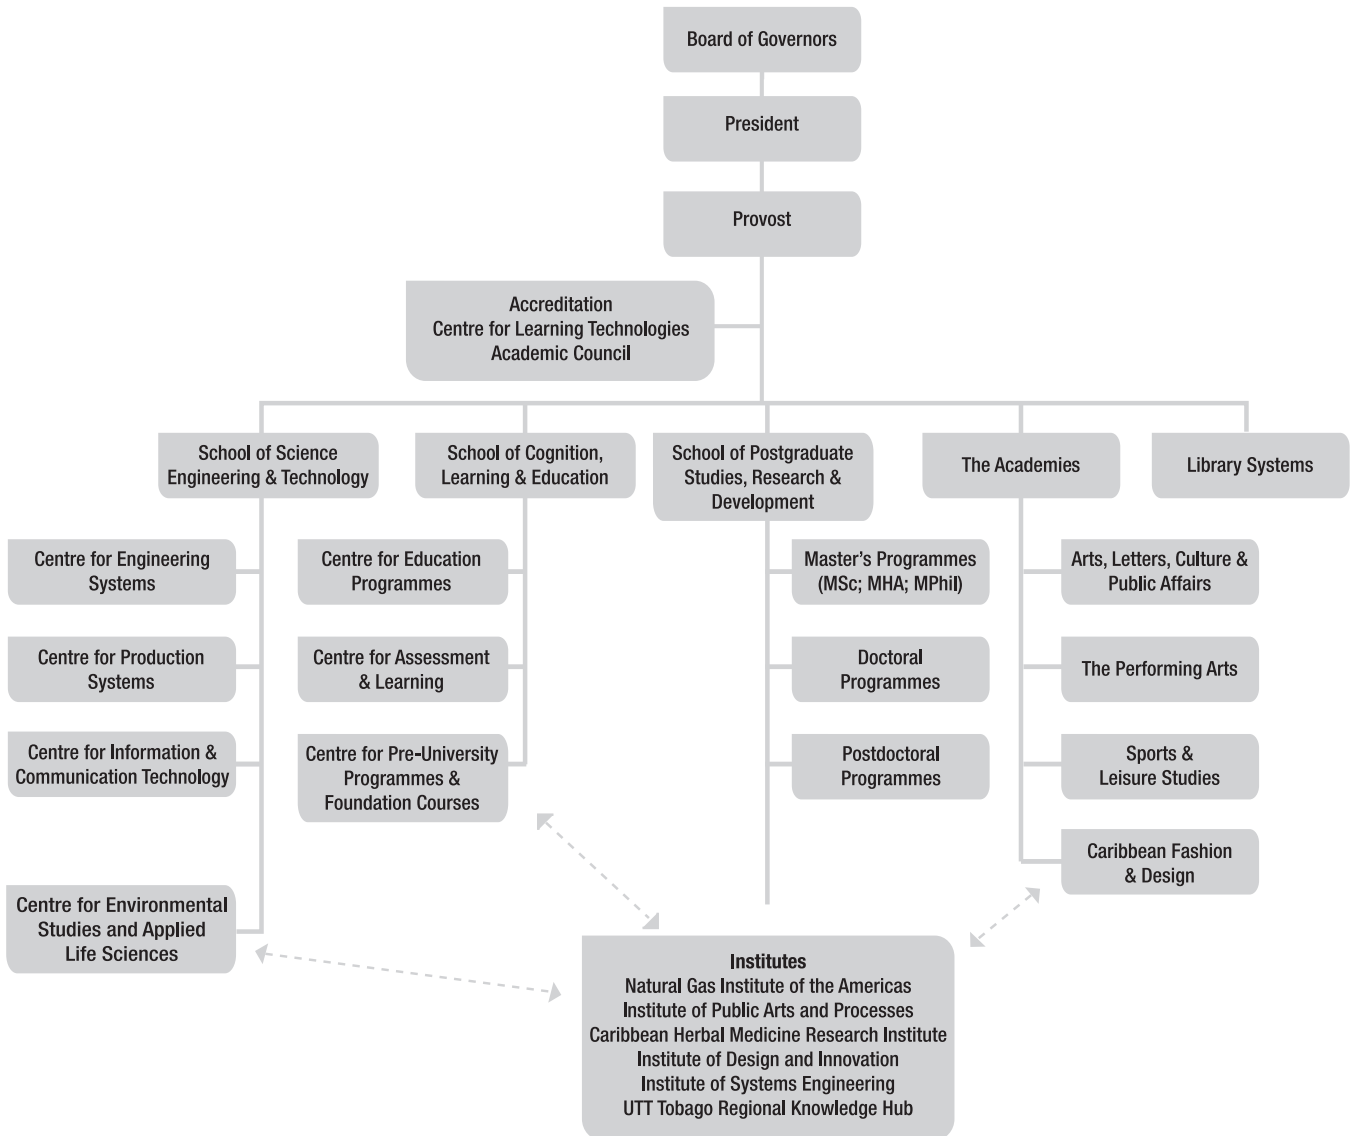 Board of Governors
President
Provost
Accreditation
Centre for Learning Technologies
Academic Council
School of Science
Engineering & Technology
School of Cognition,
Learning & Education
School of Postgraduate
Studies, Research &
Development
The Academies
Library Systems
Centre for Engineering
Systems
Centre for Production
Systems
Centre for Information &
Communication Technology
Centre for Environmental
Studies and Applied
Life Sciences
Centre for Education
Programmes
Centre for Assessment
& Learning
Centre for Pre-University
Programmes &
Foundation Courses
Master's Programmes
(MSc; MHA; MPhil)
Doctoral
Programmes
Postdoctoral
Programmes
Arts, Letters, Culture &
Public Affairs
The Performing Arts
Sports &
Leisure Studies
Caribbean Fashion
& Design
Institutes
Natural Gas Institute of the Americas
Institute of Public Arts and Processes
Caribbean Herbal Medicine Research Institute
Institute of Design and Innovation
Institute of Systems Engineering
UTT Tobago Regional Knowledge Hub